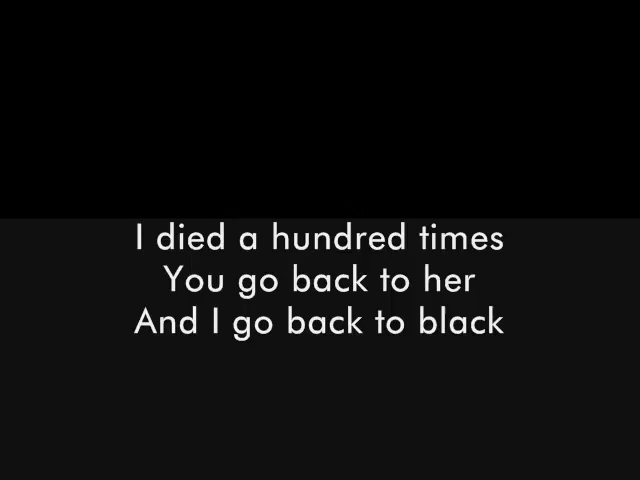 I died a hundred times
You go back to her
And I go back to black